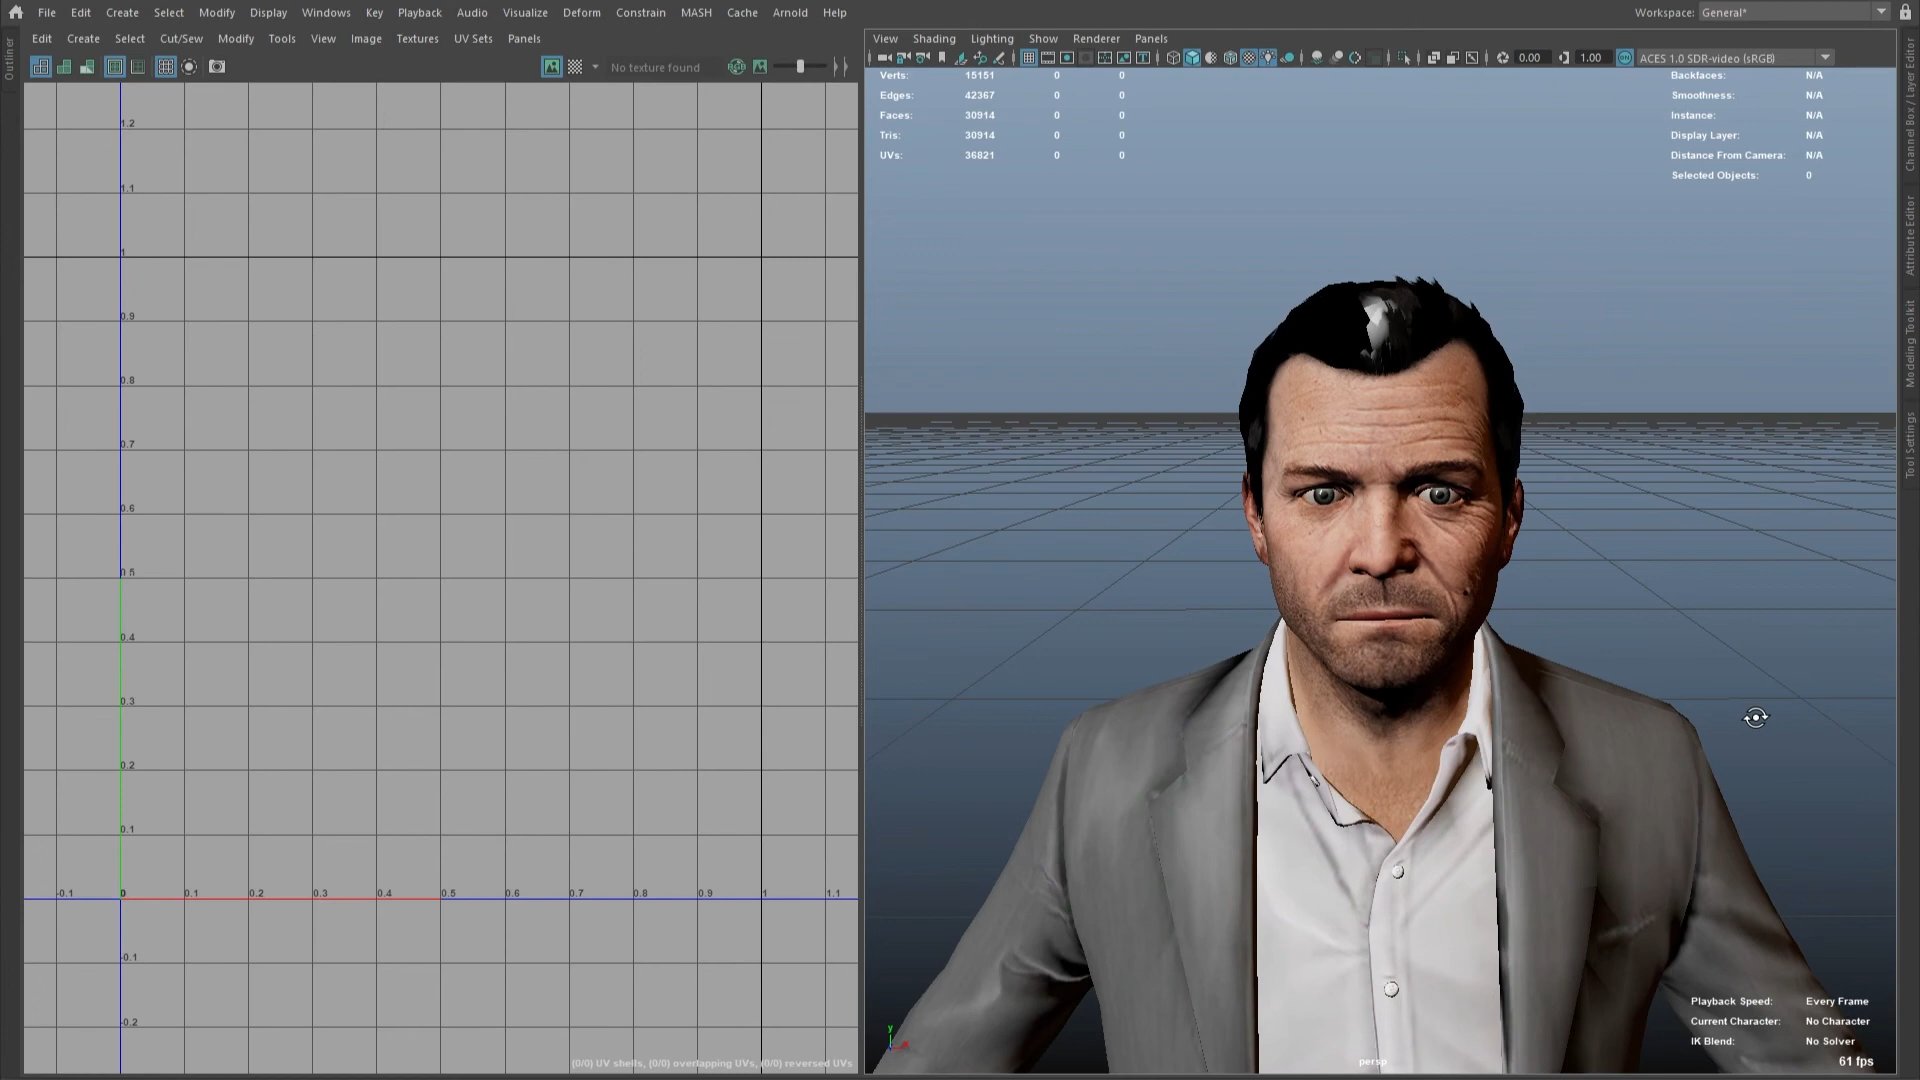 File Edit Create Select Modify Display Windows Key Playback Audio Visualize Deform Constrain MASH Cache Arnold Help
Workspace: General*
Edit Create Select Cut/Sew Modify Tools View Image Textures UV Sets Panels
No texture found
Outliner
1.2
1.1
1
0.9
0.8
0.7
0.6
0.5
0.4
0.3
0.2
0.1
-0.1 0 0.1 0.2 0.3 0.4 0.5 0.6 0.7 0.8 0.9 1 1.1
-0.1
-0.2
(0/0) UV shells, (0/0) overlapping UVs, (0/0) reversed UVs
View Shading Lighting Show Renderer Panels
0.00 1.00 ACES 1.0 SDR-video (sRGB)
Verts: 15151 0 0
Edges: 42367 0 0
Faces: 30914 0 0
Tris: 30914 0 0
UVs: 36821 0 0
Backfaces: N/A
Smoothness: N/A
Instance: N/A
Display Layer: N/A
Distance From Camera: N/A
Selected Objects: 0
Playback Speed: Every Frame
Current Character: No Character
IK Blend: No Solver
61 fps
persp
y
Channel Box / Layer Editor
Attribute Editor
Modeling Toolkit
Tool Settings